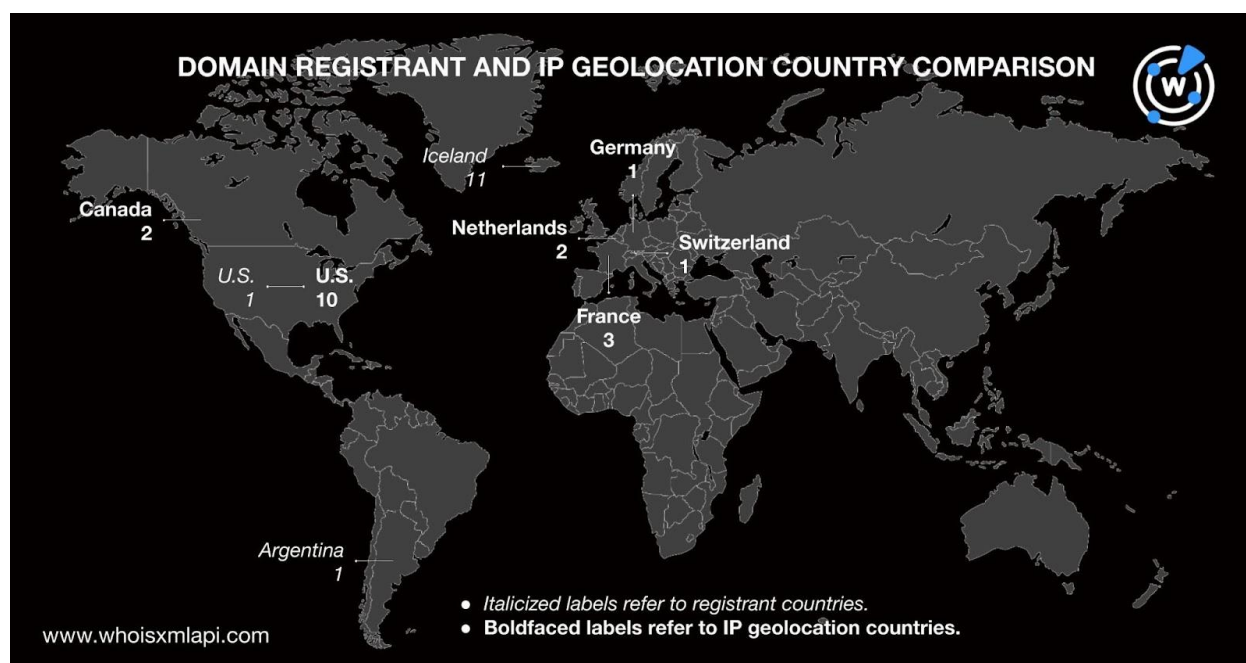 DOMAIN REGISTRANT AND IP GEOLOCATION COUNTRY COMPARISON
W
Iceland
11
Germany
1
Canada
2
Netherlands
2
Switzerland
1
U.S.
1
U.S.
10
France
3
Argentina
1
● Italicized labels refer to registrant countries.
● Boldfaced labels refer to IP geolocation countries.
www.whoisxmlapi.com